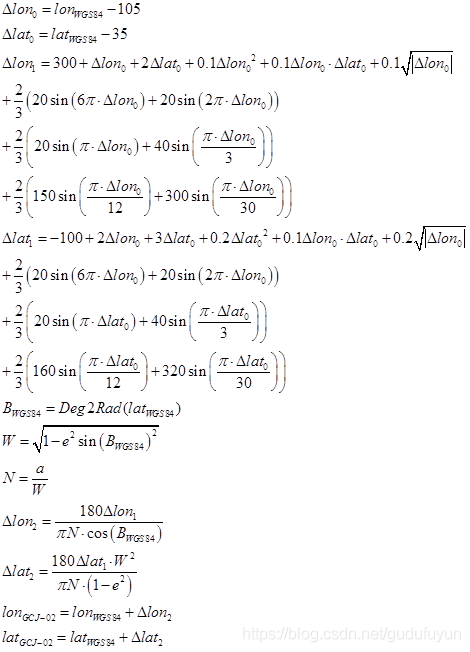 Δlon₀ = lon_WGS84 −105
Δlat₀ = lat_WGS84 −35
Δlon₁ = 300 + Δlon₀ + 2Δlat₀ + 0.1Δlon₀² + 0.1Δlon₀ · Δlat₀ + 0.1√|Δlon₀|
+ 2/3 (20 sin(6π · Δlon₀) + 20 sin(2π · Δlon₀))
+ 2/3 (20 sin(π · Δlon₀) + 40 sin(π · Δlon₀ / 3))
+ 2/3 (150 sin(π · Δlon₀ / 12) + 300 sin(π · Δlon₀ / 30))
Δlat₁ = −100 + 2Δlon₀ + 3Δlat₀ + 0.2Δlat₀² + 0.1Δlon₀ · Δlat₀ + 0.2√|Δlon₀|
+ 2/3 (20 sin(6π · Δlon₀) + 20 sin(2π · Δlon₀))
+ 2/3 (20 sin(π · Δlat₀) + 40 sin(π · Δlat₀ / 3))
+ 2/3 (160 sin(π · Δlat₀ / 12) + 320 sin(π · Δlat₀ / 30))
B_WGS84 = Deg2Rad(lat_WGS84)
W = √(1−e² sin(B_WGS84)²)
N = a/W
Δlon₂ = 180Δlon₁ / (πN · cos(B_WGS84))
Δlat₂ = 180Δlat₁ · W² / (πN · (1−e²))
lon_GCJ−02 = lon_WGS84 + Δlon₂
lat_GCJ−02 = lat_WGS84 + Δlat₂
https://blog.csdn.net/gudufuyun